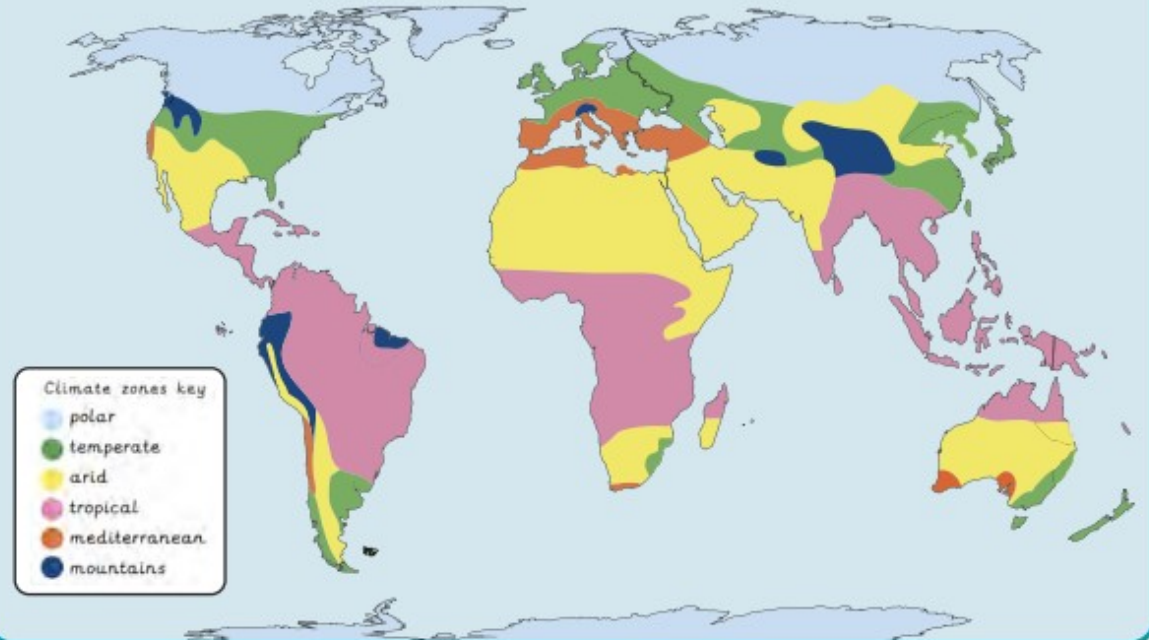 Climate zones key
polar
temperate
arid
tropical
mediterranean
mountains